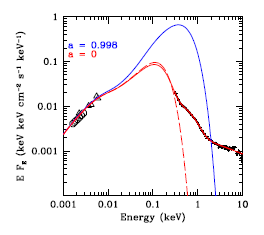 1
a = 0.998
a = 0
0.1
0.01
0.001
E F_E (keV keV cm⁻² s⁻¹ keV⁻¹)
0.001 0.01 0.1 1 10
Energy (keV)